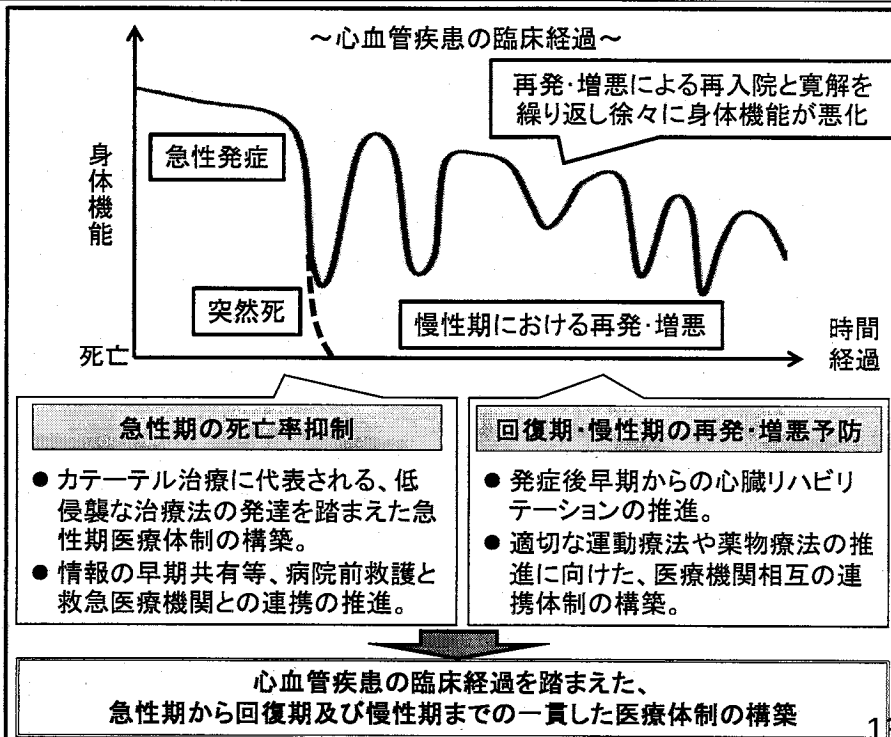 ~心血管疾患の臨床経過~
再発・増悪による再入院と寛解を
繰り返し徐々に身体機能が悪化
身体機能
急性発症
突然死
慢性期における再発・増悪
死亡
時間
経過
急性期の死亡率抑制
● カテーテル治療に代表される、低
侵襲な治療法の発達を踏まえた急
性期医療体制の構築。
● 情報の早期共有等、病院前救護と
救急医療機関との連携の推進。
回復期・慢性期の再発・増悪予防
● 発症後早期からの心臓リハビリ
テーションの推進。
● 適切な運動療法や薬物療法の推
進に向けた、医療機関相互の連
携体制の構築。
心血管疾患の臨床経過を踏まえた、
急性期から回復期及び慢性期までの一貫した医療体制の構築